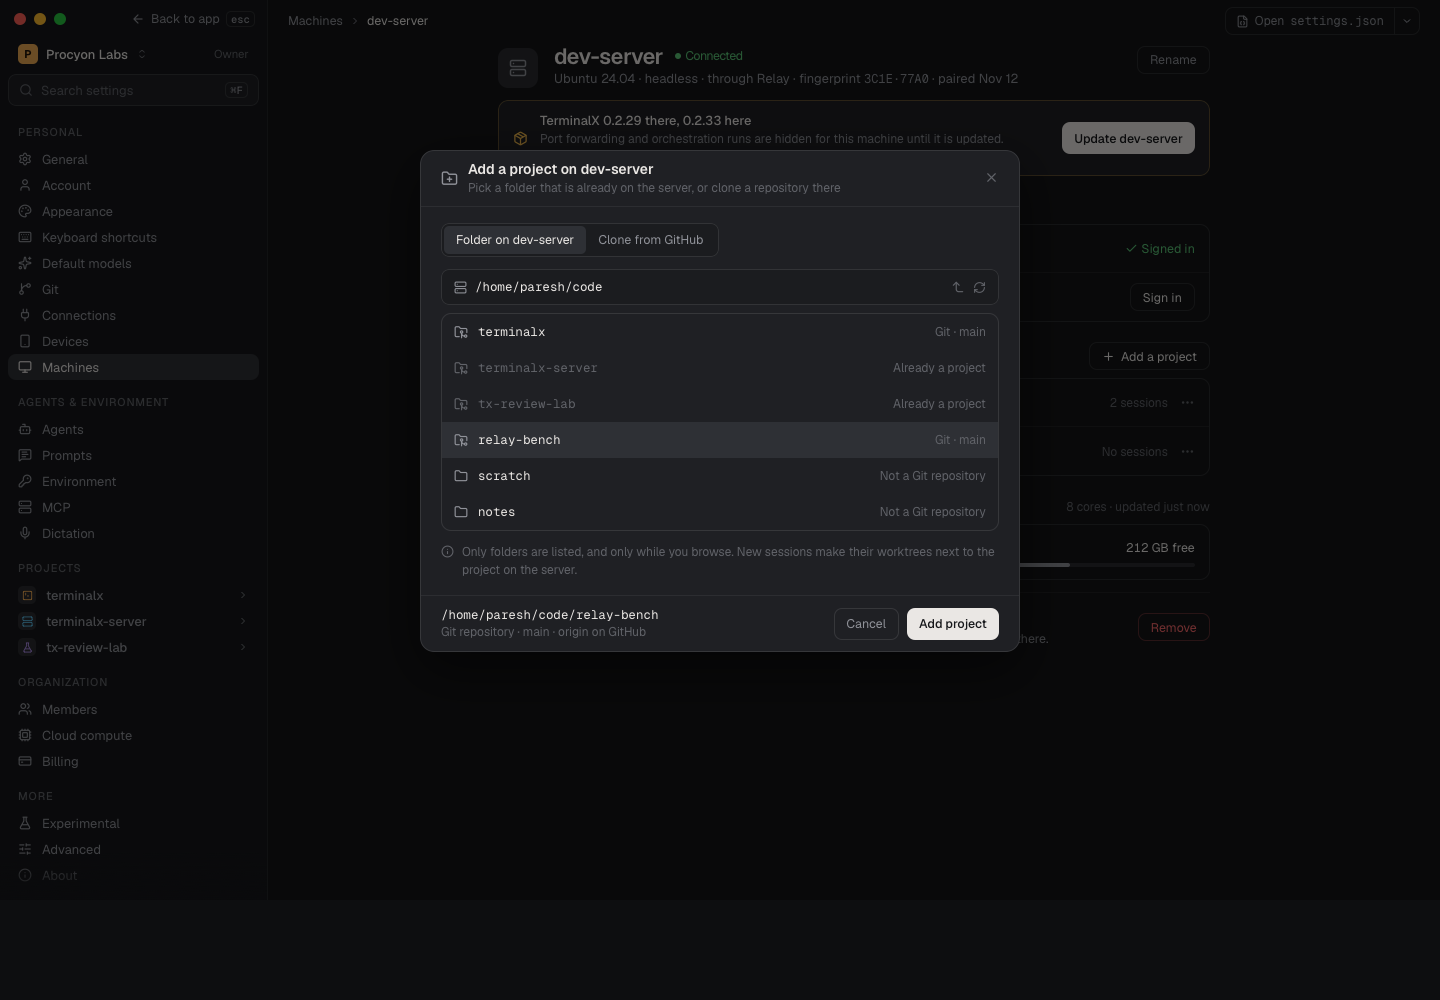 Back to app esc
Machines › dev-server
Open settings.json
P Procyon Labs Owner
Search settings ⌘F
dev-server Connected
Ubuntu 24.04 · headless · through Relay · fingerprint 3C1E·77A0 · paired Nov 12
Rename
PERSONAL
General
Account
Appearance
Keyboard shortcuts
Default models
Git
Connections
Devices
Machines
AGENTS & ENVIRONMENT
Agents
Prompts
Environment
MCP
Dictation
PROJECTS
terminalx
terminalx-server
tx-review-lab
ORGANIZATION
Members
Cloud compute
Billing
MORE
Experimental
Advanced
About
TerminalX 0.2.29 there, 0.2.33 here
Port forwarding and orchestration runs are hidden for this machine until it is updated.
Update dev-server
Add a project on dev-server
Pick a folder that is already on the server, or clone a repository there
Folder on dev-server Clone from GitHub
/home/paresh/code
terminalx Git · main
terminalx-server Already a project
tx-review-lab Already a project
relay-bench Git · main
scratch Not a Git repository
notes Not a Git repository
Only folders are listed, and only while you browse. New sessions make their worktrees next to the
project on the server.
/home/paresh/code/relay-bench
Git repository · main · origin on GitHub
Cancel Add project
Signed in
Sign in
Add a project
2 sessions
No sessions
8 cores · updated just now
212 GB free
here.
Remove